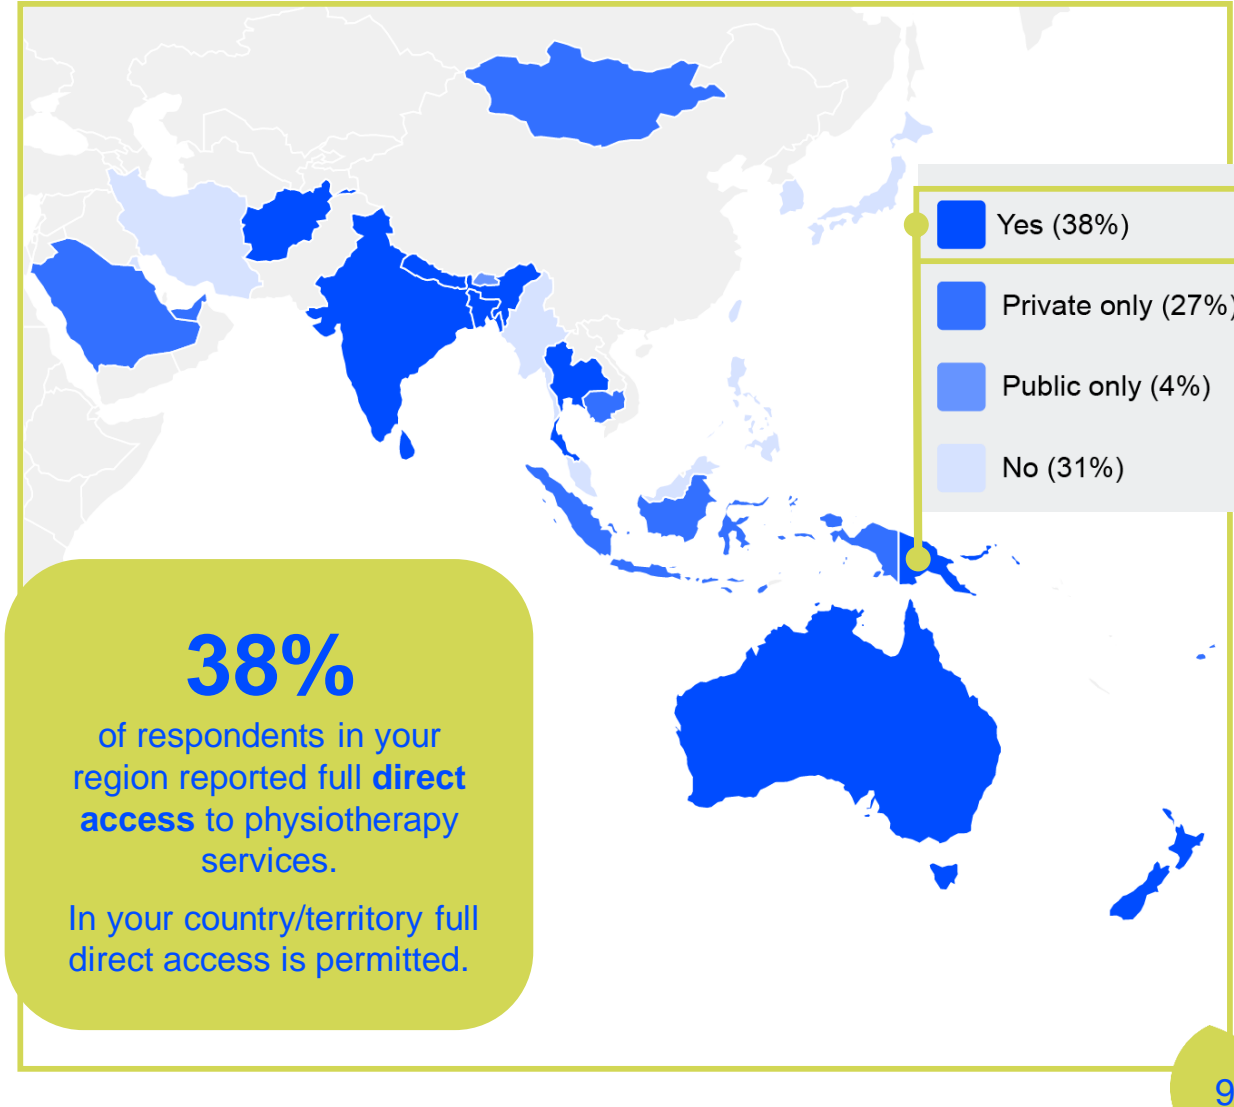 Yes (38%)
Private only (27%)
Public only (4%)
No (31%)
38%
of respondents in your
region reported full direct
access to physiotherapy
services.
In your country/territory full
direct access is permitted.
9